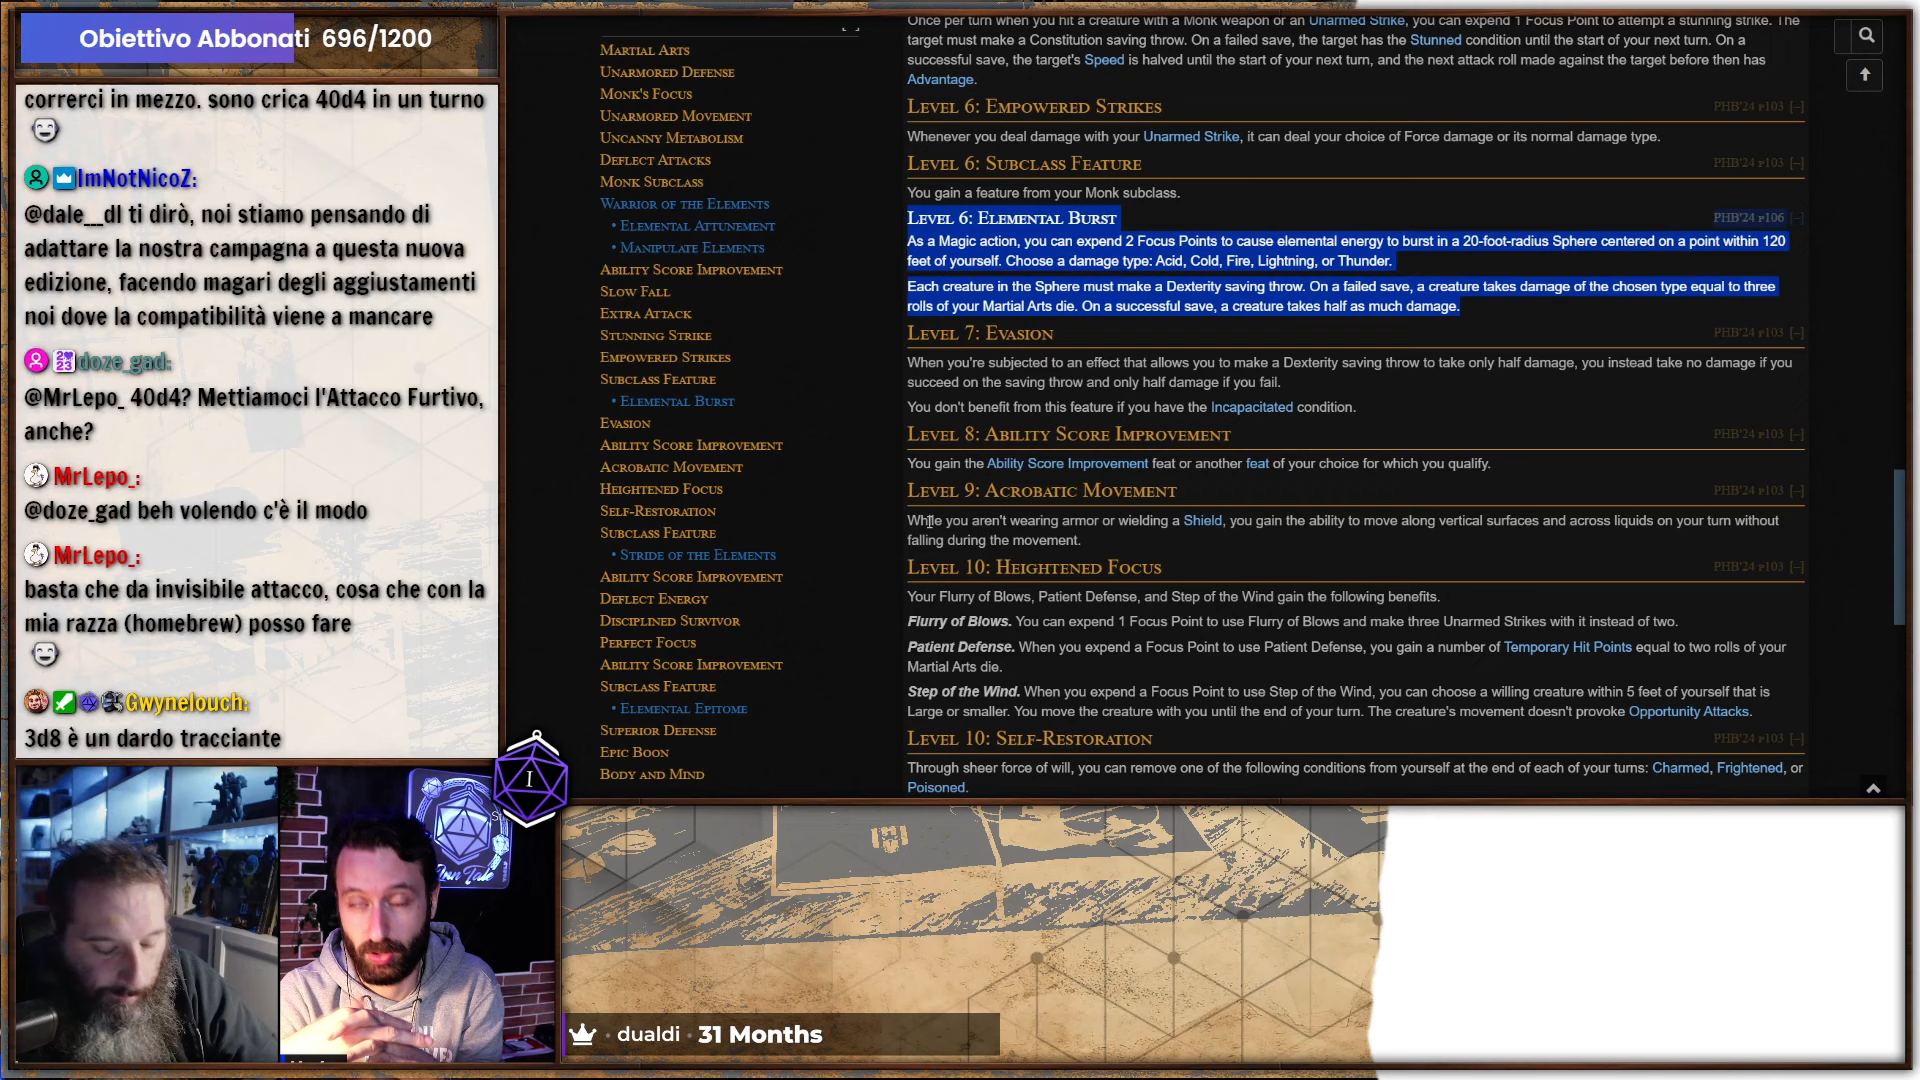 Obiettivo Abbonati 696/1200
correrci in mezzo. sono crica 40d4 in un turno
ImNotNicoZ:
@dale__dl ti dirò, noi stiamo pensando di
adattare la nostra campagna a questa nuova
edizione, facendo magari degli aggiustamenti
noi dove la compatibilità viene a mancare
doze_gad:
@MrLepo_ 40d4? Mettiamoci l'Attacco Furtivo,
anche?
MrLepo_:
@doze_gad beh volendo c'è il modo
MrLepo_:
basta che da invisibile attacco, cosa che con la
mia razza (homebrew) posso fare
Gwynelouch:
3d8 è un dardo tracciante
Martial Arts
Unarmored Defense
Monk's Focus
Unarmored Movement
Uncanny Metabolism
Deflect Attacks
Monk Subclass
Warrior of the Elements
• Elemental Attunement
• Manipulate Elements
Ability Score Improvement
Slow Fall
Extra Attack
Stunning Strike
Empowered Strikes
Subclass Feature
• Elemental Burst
Evasion
Ability Score Improvement
Acrobatic Movement
Heightened Focus
Self-Restoration
Subclass Feature
• Stride of the Elements
Ability Score Improvement
Deflect Energy
Disciplined Survivor
Perfect Focus
Ability Score Improvement
Subclass Feature
• Elemental Epitome
Superior Defense
Epic Boon
Body and Mind
Once per turn when you hit a creature with a Monk weapon or an Unarmed Strike, you can expend 1 Focus Point to attempt a stunning strike. The
target must make a Constitution saving throw. On a failed save, the target has the Stunned condition until the start of your next turn. On a
successful save, the target's Speed is halved until the start of your next turn, and the next attack roll made against the target before then has
Advantage.
Level 6: Empowered Strikes PHB'24 p103 [–]
Whenever you deal damage with your Unarmed Strike, it can deal your choice of Force damage or its normal damage type.
Level 6: Subclass Feature PHB'24 p103 [–]
You gain a feature from your Monk subclass.
Level 6: Elemental Burst PHB'24 p106 [–]
As a Magic action, you can expend 2 Focus Points to cause elemental energy to burst in a 20-foot-radius Sphere centered on a point within 120
feet of yourself. Choose a damage type: Acid, Cold, Fire, Lightning, or Thunder.
Each creature in the Sphere must make a Dexterity saving throw. On a failed save, a creature takes damage of the chosen type equal to three
rolls of your Martial Arts die. On a successful save, a creature takes half as much damage.
Level 7: Evasion PHB'24 p103 [–]
When you're subjected to an effect that allows you to make a Dexterity saving throw to take only half damage, you instead take no damage if you
succeed on the saving throw and only half damage if you fail.
You don't benefit from this feature if you have the Incapacitated condition.
Level 8: Ability Score Improvement PHB'24 p103 [–]
You gain the Ability Score Improvement feat or another feat of your choice for which you qualify.
Level 9: Acrobatic Movement PHB'24 p103 [–]
While you aren't wearing armor or wielding a Shield, you gain the ability to move along vertical surfaces and across liquids on your turn without
falling during the movement.
Level 10: Heightened Focus PHB'24 p103 [–]
Your Flurry of Blows, Patient Defense, and Step of the Wind gain the following benefits.
Flurry of Blows. You can expend 1 Focus Point to use Flurry of Blows and make three Unarmed Strikes with it instead of two.
Patient Defense. When you expend a Focus Point to use Patient Defense, you gain a number of Temporary Hit Points equal to two rolls of your
Martial Arts die.
Step of the Wind. When you expend a Focus Point to use Step of the Wind, you can choose a willing creature within 5 feet of yourself that is
Large or smaller. You move the creature with you until the end of your turn. The creature's movement doesn't provoke Opportunity Attacks.
Level 10: Self-Restoration PHB'24 p103 [–]
Through sheer force of will, you can remove one of the following conditions from yourself at the end of each of your turns: Charmed, Frightened, or
Poisoned.
I
Inn Tale
· dualdi · 31 Months